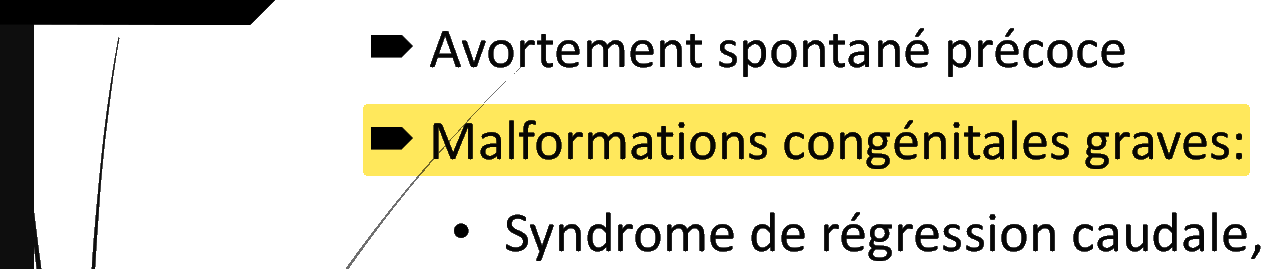 Avortement spontané précoce
Malformations congénitales graves:
• Syndrome de régression caudale,